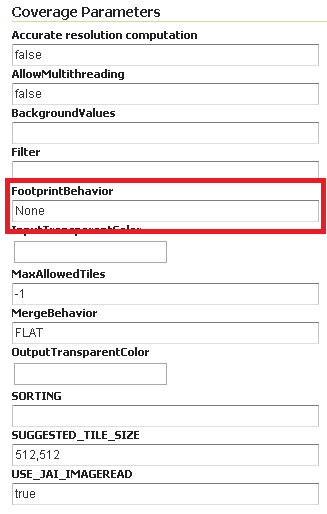 Coverage Parameters
Accurate resolution computation
false
AllowMultithreading
false
BackgroundValues
Filter
FootprintBehavior
None
InputTransparentColor
MaxAllowedTiles
-1
MergeBehavior
FLAT
OutputTransparentColor
SORTING
SUGGESTED_TILE_SIZE
512,512
USE_JAI_IMAGEREAD
true